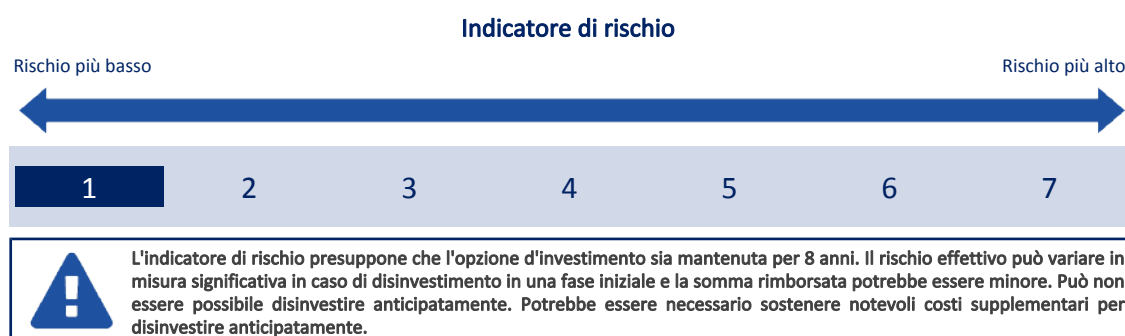 Indicatore di rischio
Rischio più basso
Rischio più alto
1 2 3 4 5 6 7
L'indicatore di rischio presuppone che l'opzione d'investimento sia mantenuta per 8 anni. Il rischio effettivo può variare in
misura significativa in caso di disinvestimento in una fase iniziale e la somma rimborsata potrebbe essere minore. Può non
essere possibile disinvestire anticipatamente. Potrebbe essere necessario sostenere notevoli costi supplementari per
disinvestire anticipatamente.